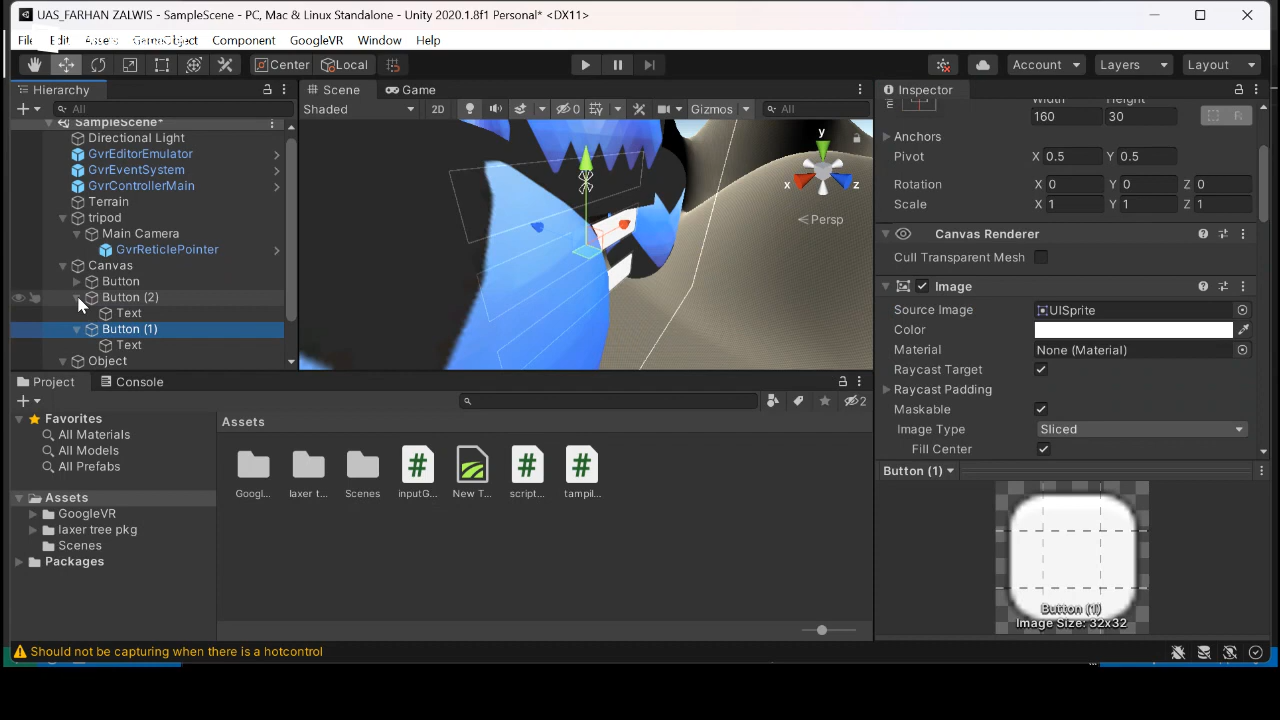 UAS_FARHAN ZALWIS - SampleScene - PC, Mac & Linux Standalone - Unity 2020.1.8f1 Personal* <DX11>
File Edit Assets GameObject Component GoogleVR Window Help
Center Local Account Layers Layout
Hierarchy
All
SampleScene*
Directional Light
GvrEditorEmulator
GvrEventSystem
GvrControllerMain
Terrain
tripod
Main Camera
GvrReticlePointer
Canvas
Button
Button (2)
Text
Button (1)
Text
Object
Scene Game
Shaded 2D 0 Gizmos All
y
x z
Persp
Inspector
Width Height
160 30
Anchors
Pivot X 0.5 Y 0.5
Rotation X 0 Y 0 Z 0
Scale X 1 Y 1 Z 1
Canvas Renderer
Cull Transparent Mesh
Image
Source Image UISprite
Color
Material None (Material)
Raycast Target
Raycast Padding
Maskable
Image Type Sliced
Fill Center
Button (1)
Button (1)
Image Size: 32x32
Project Console
2
Favorites
All Materials
All Models
All Prefabs
Assets
GoogleVR
laxer tree pkg
Scenes
Packages
Assets
Googl... laxer t... Scenes inputG... New T... script... tampil...
Should not be capturing when there is a hotcontrol